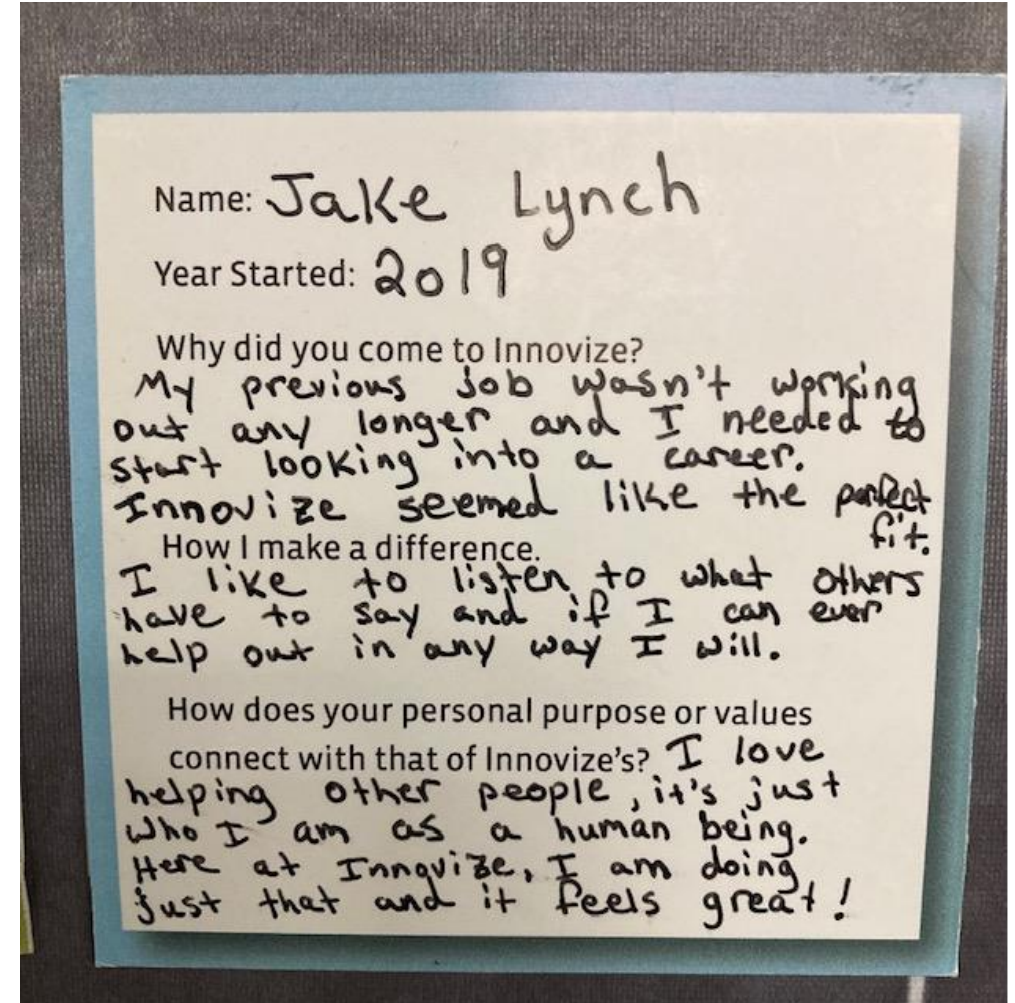 Name: Jake Lynch
Year Started: 2019
Why did you come to Innovize?
My previous job wasn't working
out any longer and I needed to
start looking into a career.
Innovize seemed like the perfect
fit.
How I make a difference.
I like to listen to what others
have to say and if I can ever
help out in any way I will.
How does your personal purpose or values
connect with that of Innovize's? I love
helping other people, it's just
who I am as a human being.
Here at Innovize, I am doing
just that and it feels great!